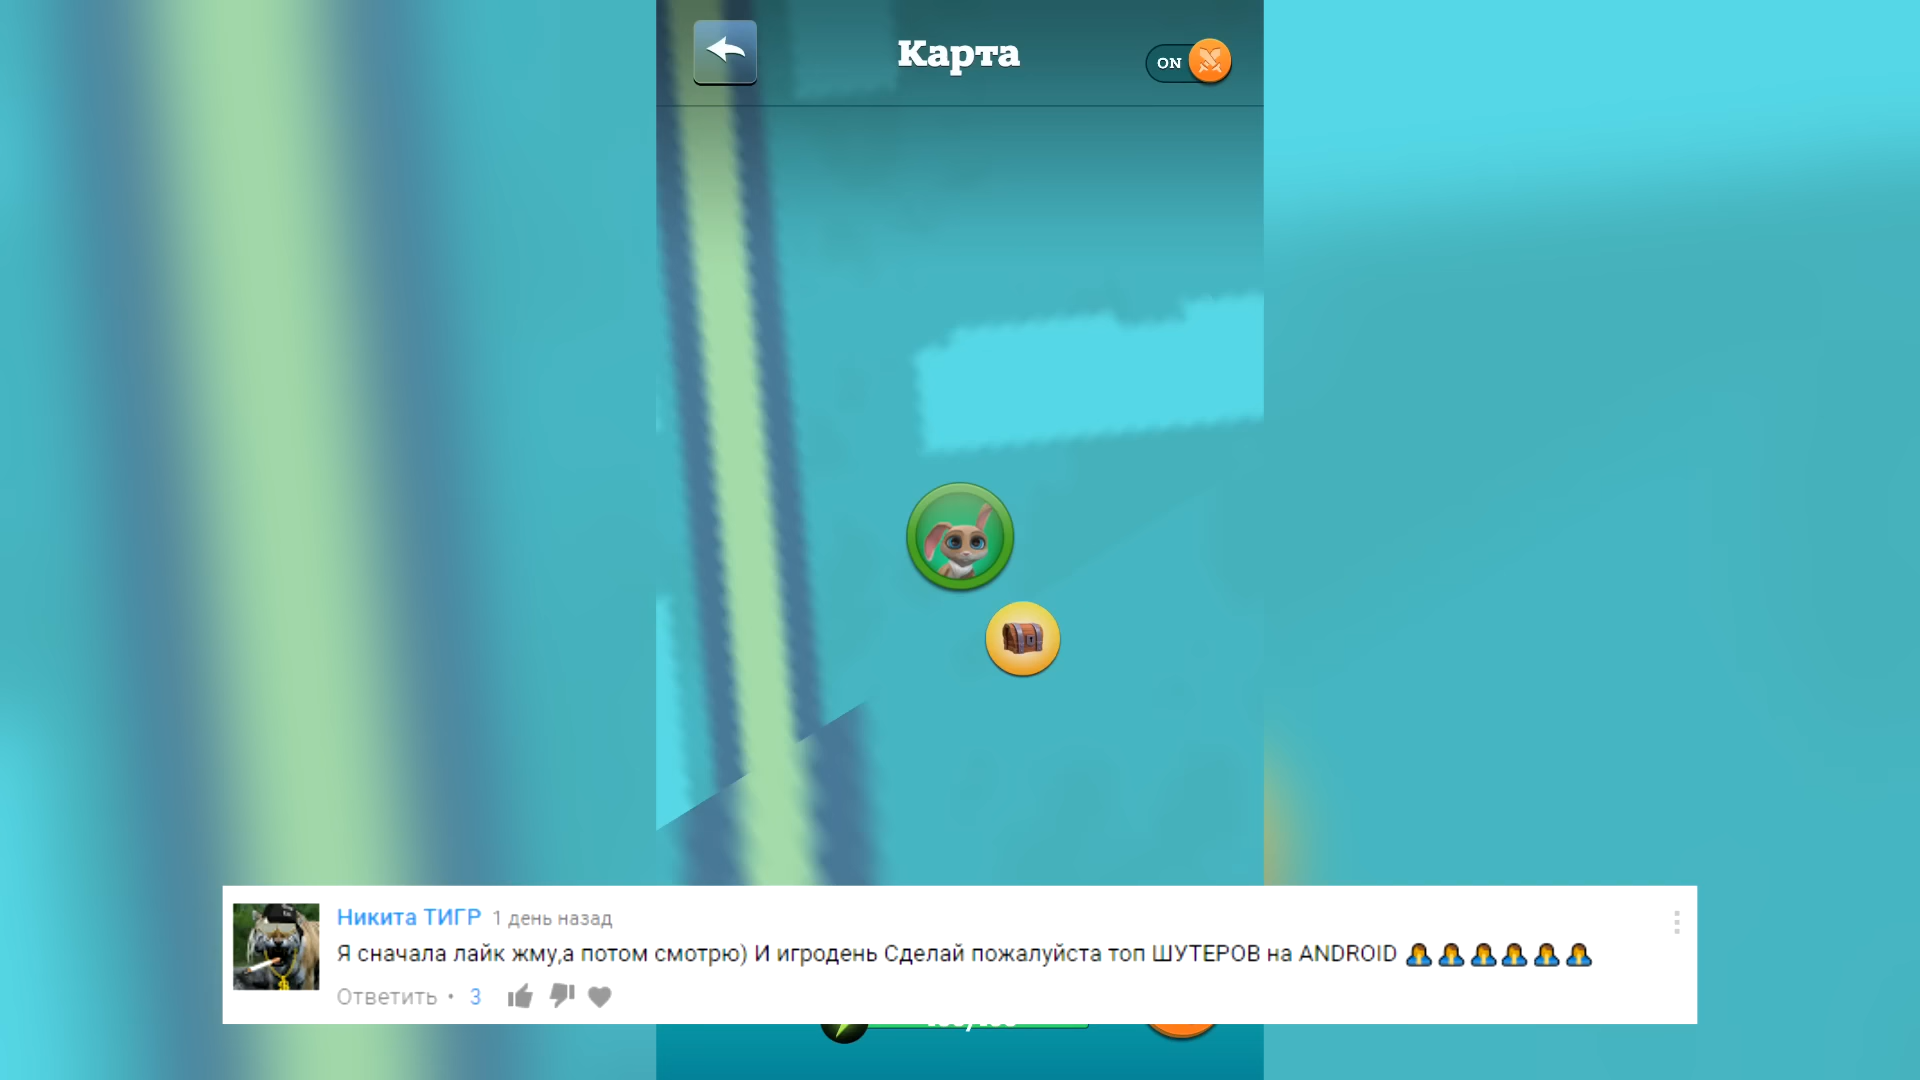 Карта
ON
Никита ТИГР 1 день назад
Я сначала лайк жму,а потом смотрю) И игродень Сделай пожалуйста топ ШУТЕРОВ на ANDROID 🙇‍♂️🙇‍♂️🙇‍♂️🙇‍♂️🙇‍♂️🙇‍♂️
Ответить • 3